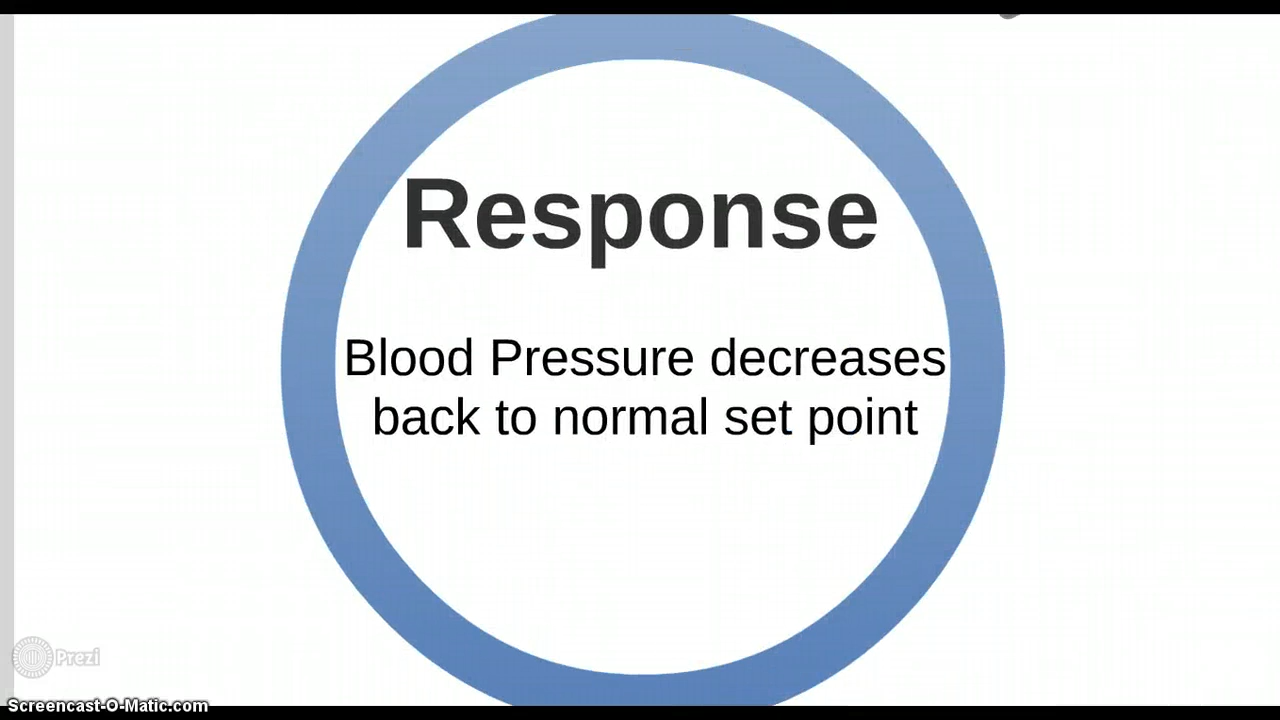 Response
Blood Pressure decreases
back to normal set point
Prezi
Screencast-O-Matic.com